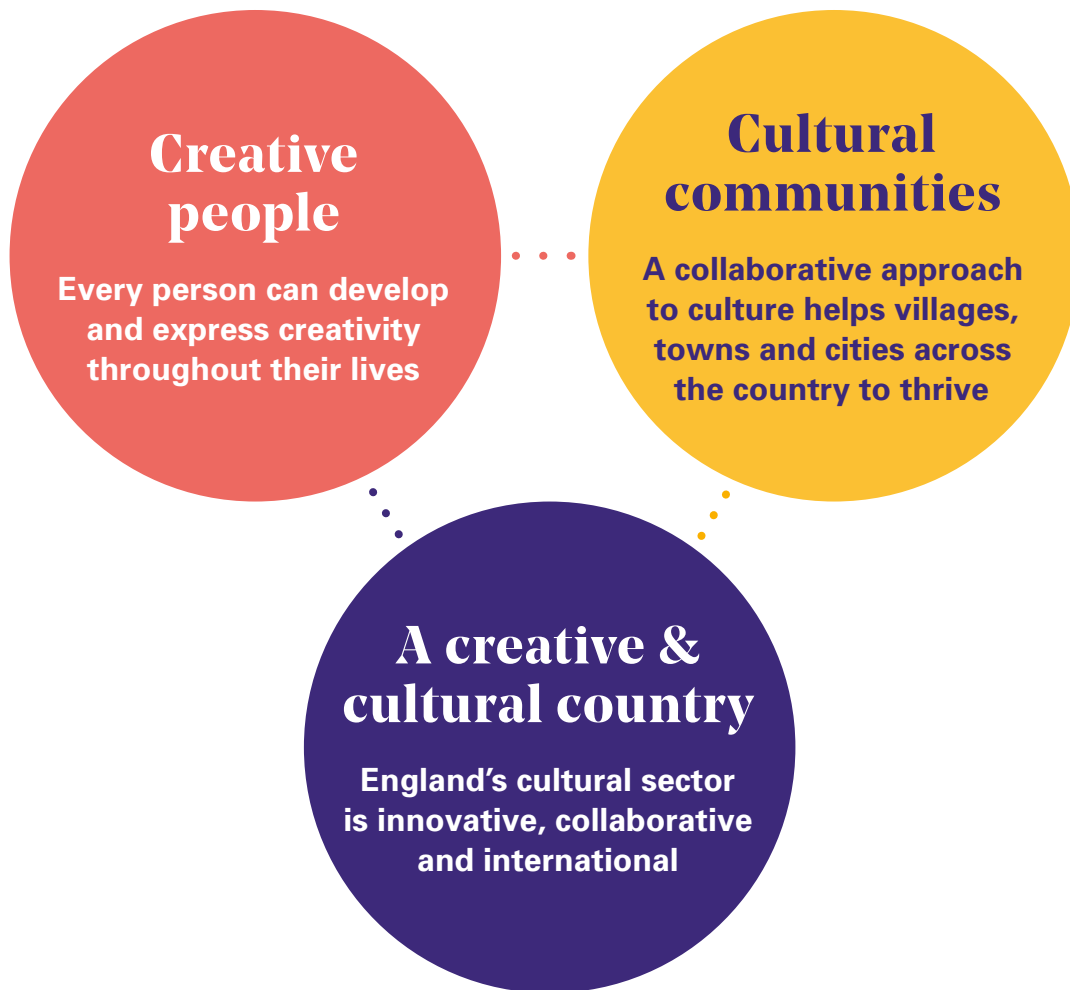 Creative
people
Every person can develop
and express creativity
throughout their lives
Cultural
communities
A collaborative approach
to culture helps villages,
towns and cities across
the country to thrive
A creative &
cultural country
England’s cultural sector
is innovative, collaborative
and international